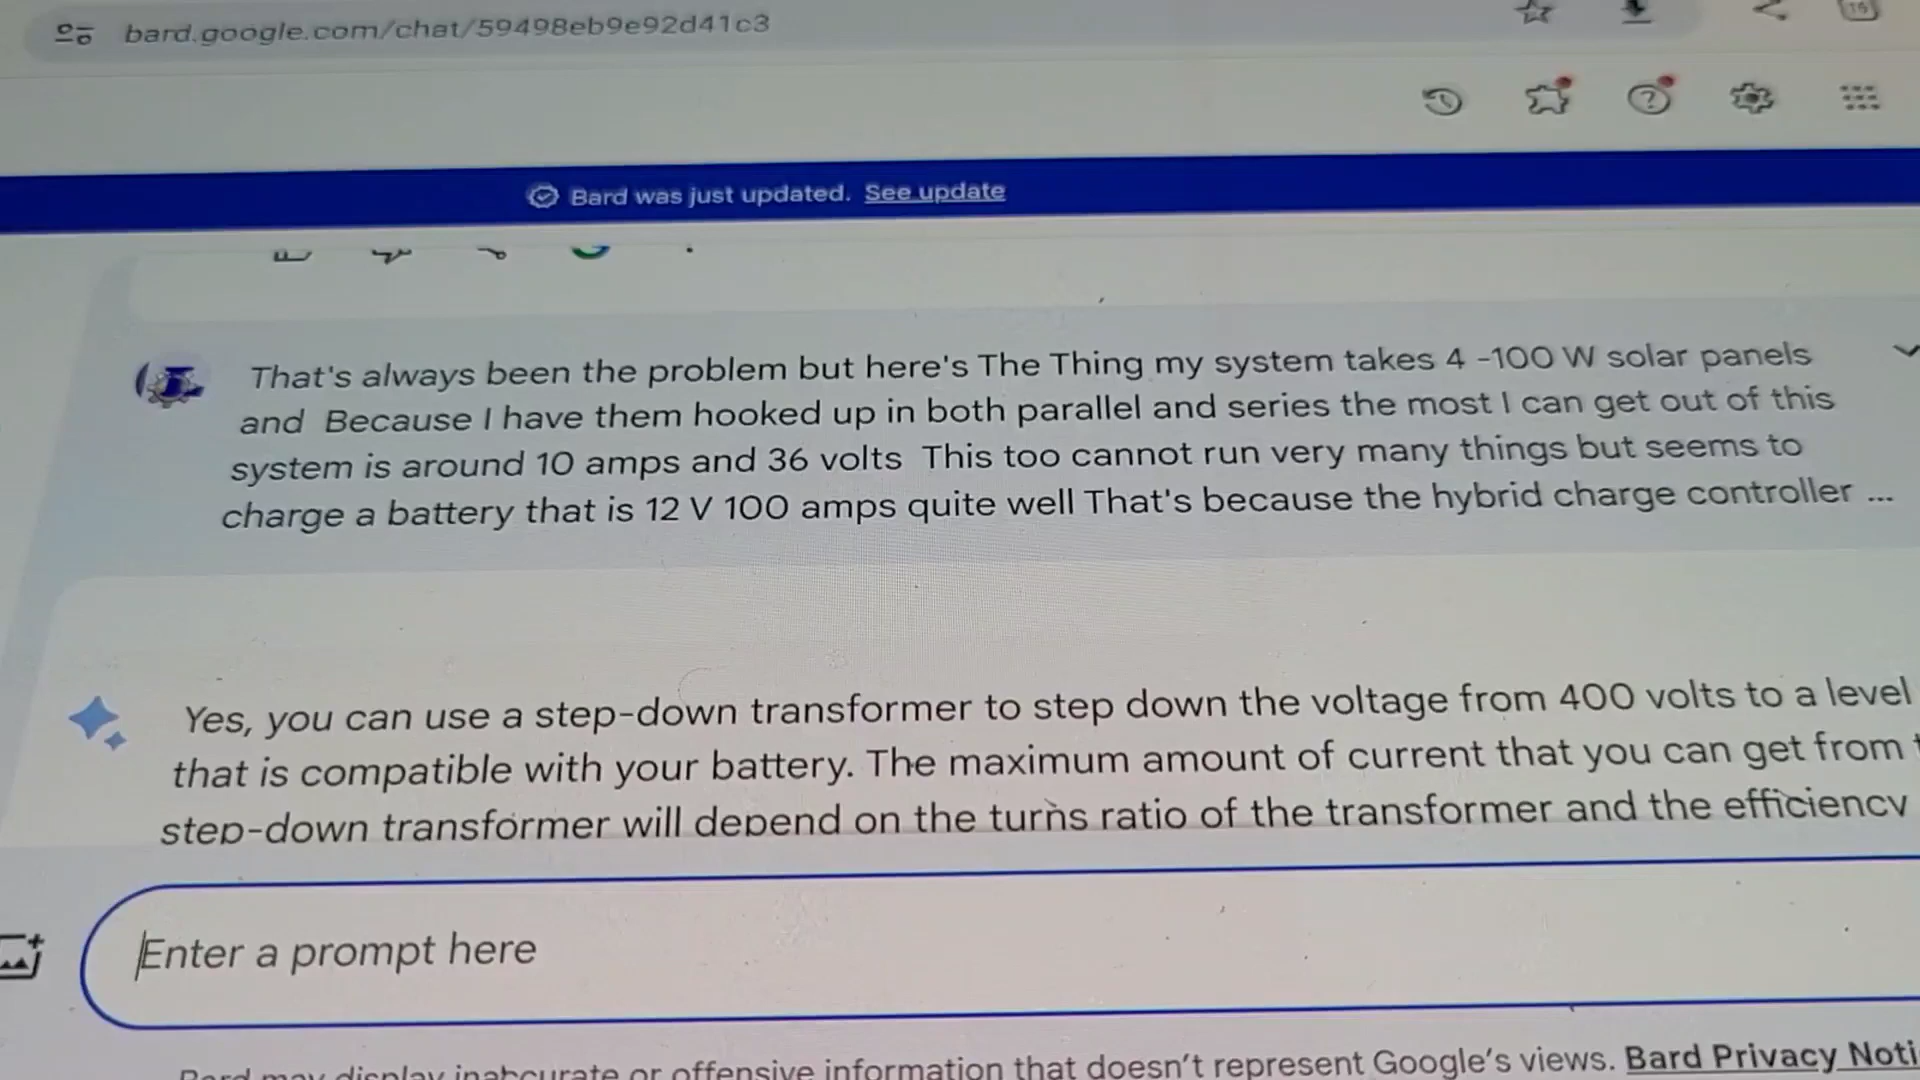 bard.google.com/chat/59498eb9e92d41c3
Bard was just updated. See update
That's always been the problem but here's The Thing my system takes 4 -100 W solar panels
and Because I have them hooked up in both parallel and series the most I can get out of this
system is around 10 amps and 36 volts This too cannot run very many things but seems to
charge a battery that is 12 V 100 amps quite well That's because the hybrid charge controller ...
Yes, you can use a step-down transformer to step down the voltage from 400 volts to a level
that is compatible with your battery. The maximum amount of current that you can get from
step-down transformer will depend on the turns ratio of the transformer and the efficiency
Enter a prompt here
Bard may display inaccurate or offensive information that doesn't represent Google's views. Bard Privacy Noti